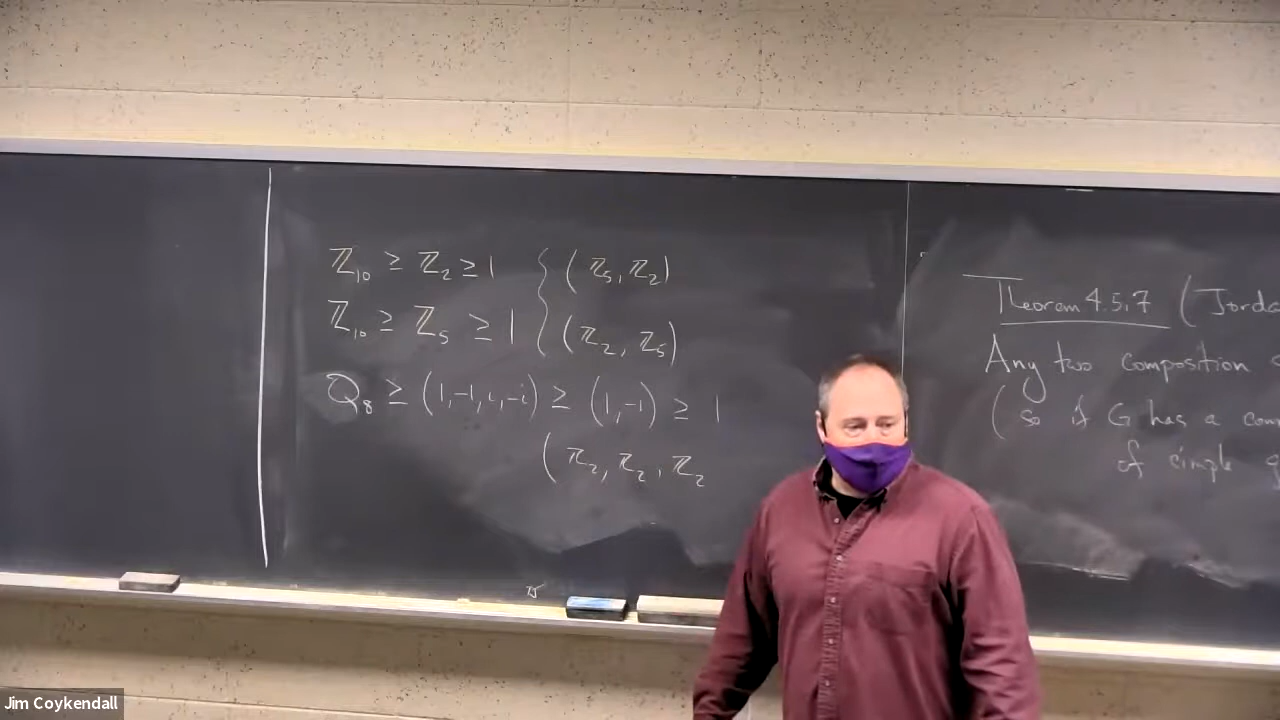 ℤ₁₀ ≥ ℤ₂ ≥ 1 { (ℤ₅, ℤ₂)
ℤ₁₀ ≥ ℤ₅ ≥ 1 (ℤ₂, ℤ₅)
Q₈ ≥ (1,-1,i,-i) ≥ (1,-1) ≥ 1
(ℤ₂, ℤ₂, ℤ₂
Theorem 4.5.7 (Jorda
Any two composition s
(so if G has a com
of simple g
Jim Coykendall